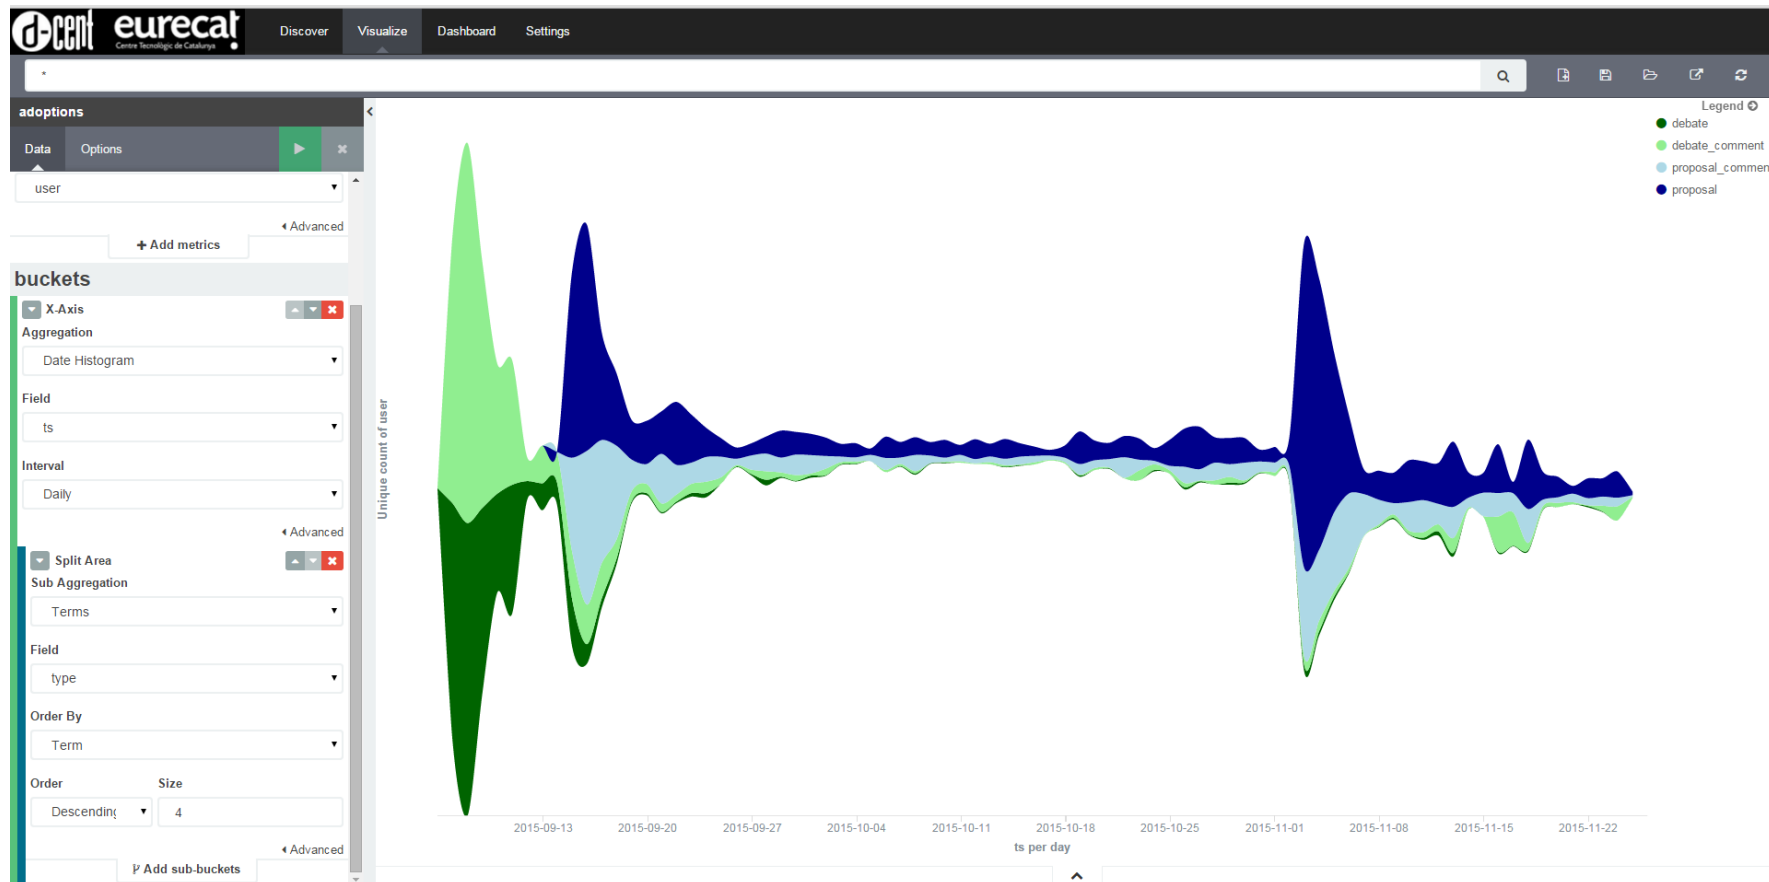 d-cent eurecat Discover Visualize Dashboard Settings
Centre Tecnològic de Catalunya
*
adoptions
Legend
debate
debate_comment
proposal_commen
proposal
Data Options
user
Advanced
Add metrics
buckets
X-Axis
Aggregation
Date Histogram
Field
ts
Interval
Daily
Advanced
Split Area
Sub Aggregation
Terms
Field
type
Order By
Term
Order Size
Descending 4
Advanced
Add sub-buckets
Unique count of user
2015-09-13 2015-09-20 2015-09-27 2015-10-04 2015-10-11 2015-10-18 2015-10-25 2015-11-01 2015-11-08 2015-11-15 2015-11-22
ts per day